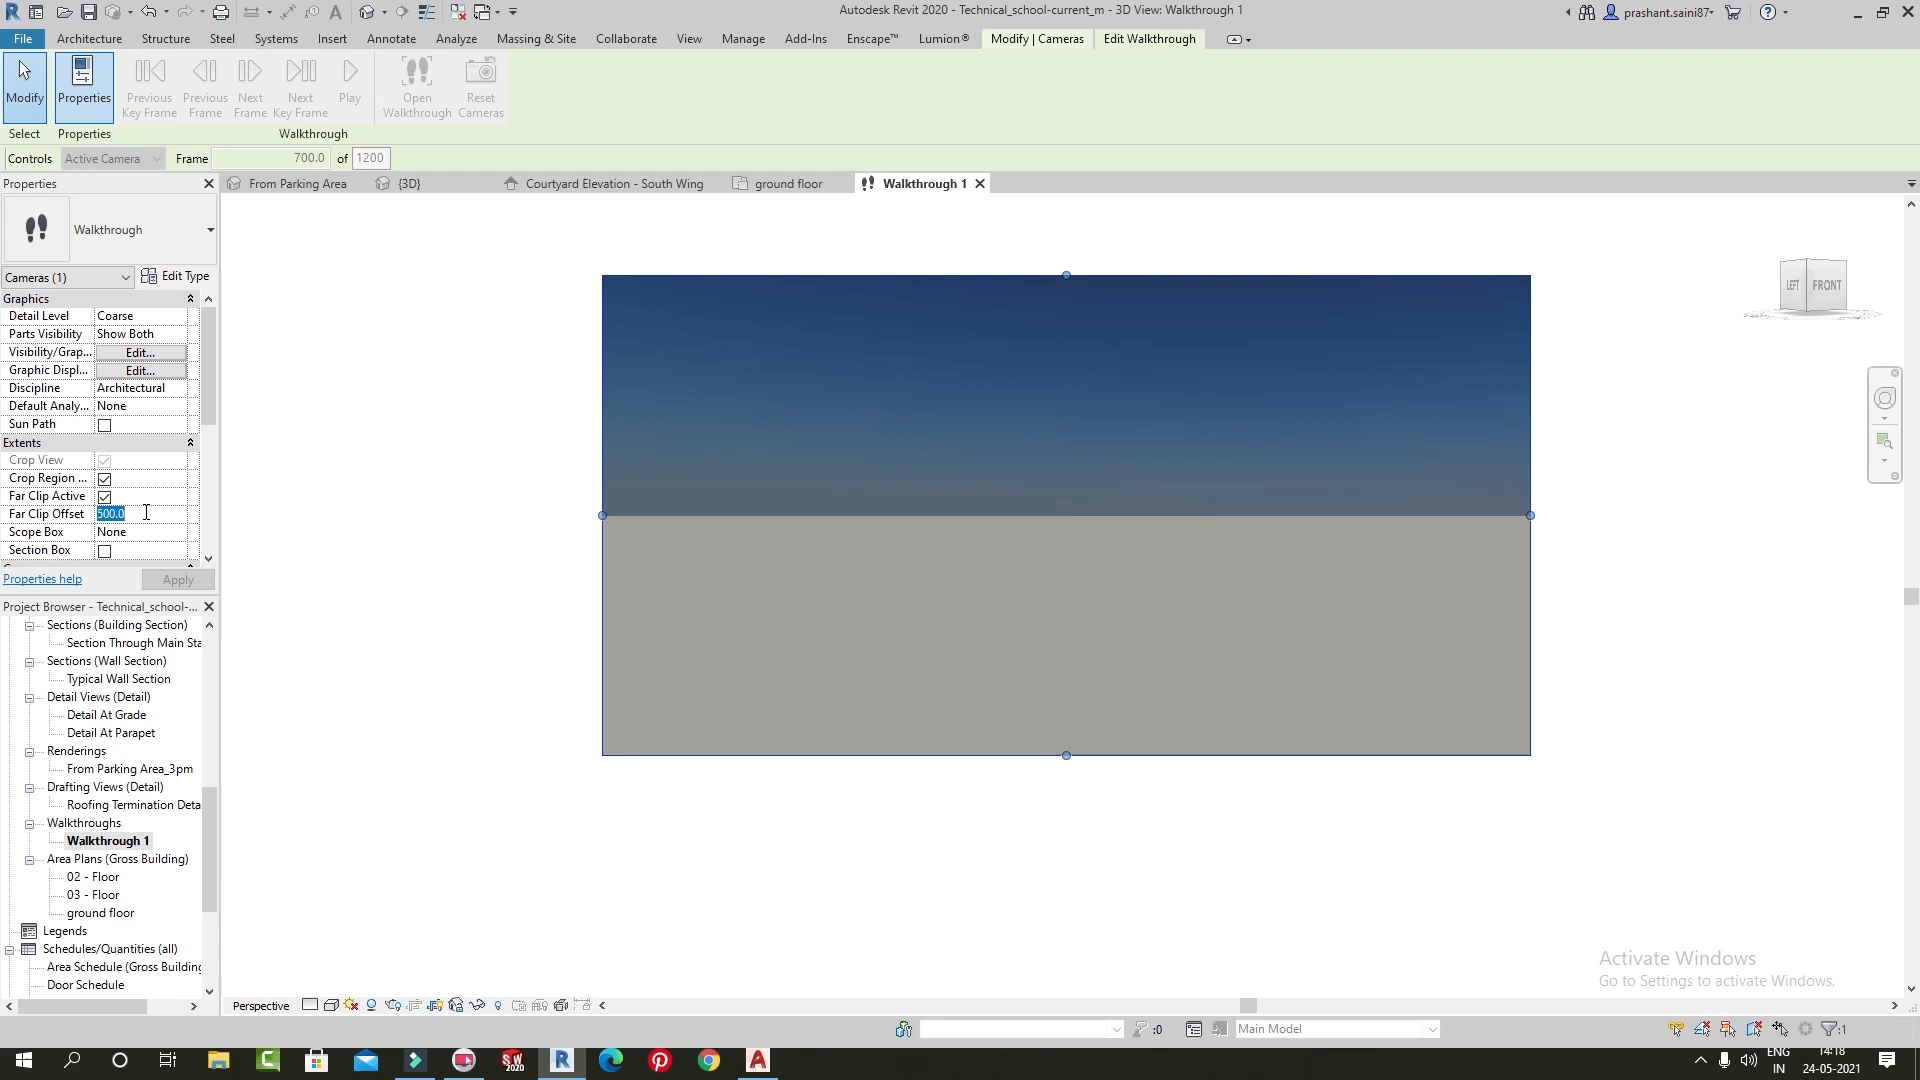 Autodesk Revit 2020 - Technical_school-current_m - 3D View: Walkthrough 1
prashant.saini87
File
Architecture
Structure
Steel
Systems
Insert
Annotate
Analyze
Massing & Site
Collaborate
View
Manage
Add-Ins
Enscape™
Lumion®
Modify | Cameras
Edit Walkthrough
Modify
Properties
Previous
Key Frame
Previous
Frame
Next
Frame
Next
Key Frame
Play
Open
Walkthrough
Reset
Cameras
Select
Properties
Walkthrough
Controls Active Camera Frame 700.0 of 1200
Properties
From Parking Area
{3D}
Courtyard Elevation - South Wing
ground floor
Walkthrough 1
Walkthrough
Cameras (1)
Edit Type
Graphics
Detail Level Coarse
Parts Visibility Show Both
Visibility/Grap... Edit...
Graphic Displ... Edit...
Discipline Architectural
Default Analy... None
Sun Path
Extents
Crop View
Crop Region ...
Far Clip Active
Far Clip Offset 500.0
Scope Box None
Section Box
Properties help
Apply
LEFT FRONT
Project Browser - Technical_school-...
Sections (Building Section)
Section Through Main Sta
Sections (Wall Section)
Typical Wall Section
Detail Views (Detail)
Detail At Grade
Detail At Parapet
Renderings
From Parking Area_3pm
Drafting Views (Detail)
Roofing Termination Deta
Walkthroughs
Walkthrough 1
Area Plans (Gross Building)
02 - Floor
03 - Floor
ground floor
Legends
Schedules/Quantities (all)
Area Schedule (Gross Building
Door Schedule
Activate Windows
Go to Settings to activate Windows.
Perspective
:0
Main Model
:1
SW
2020
ENG
IN
14:18
24-05-2021